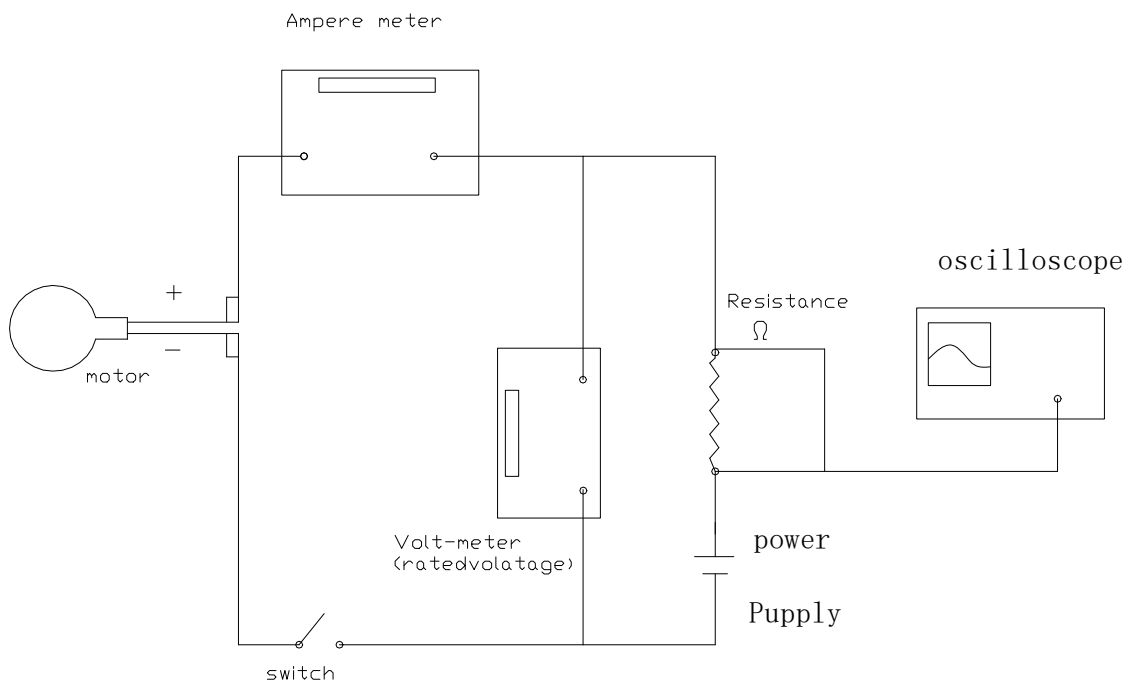 Ampere meter
oscilloscope
+
Resistance
Ω
−
motor
Volt-meter
(ratedvolatage)
power
Pupply
switch